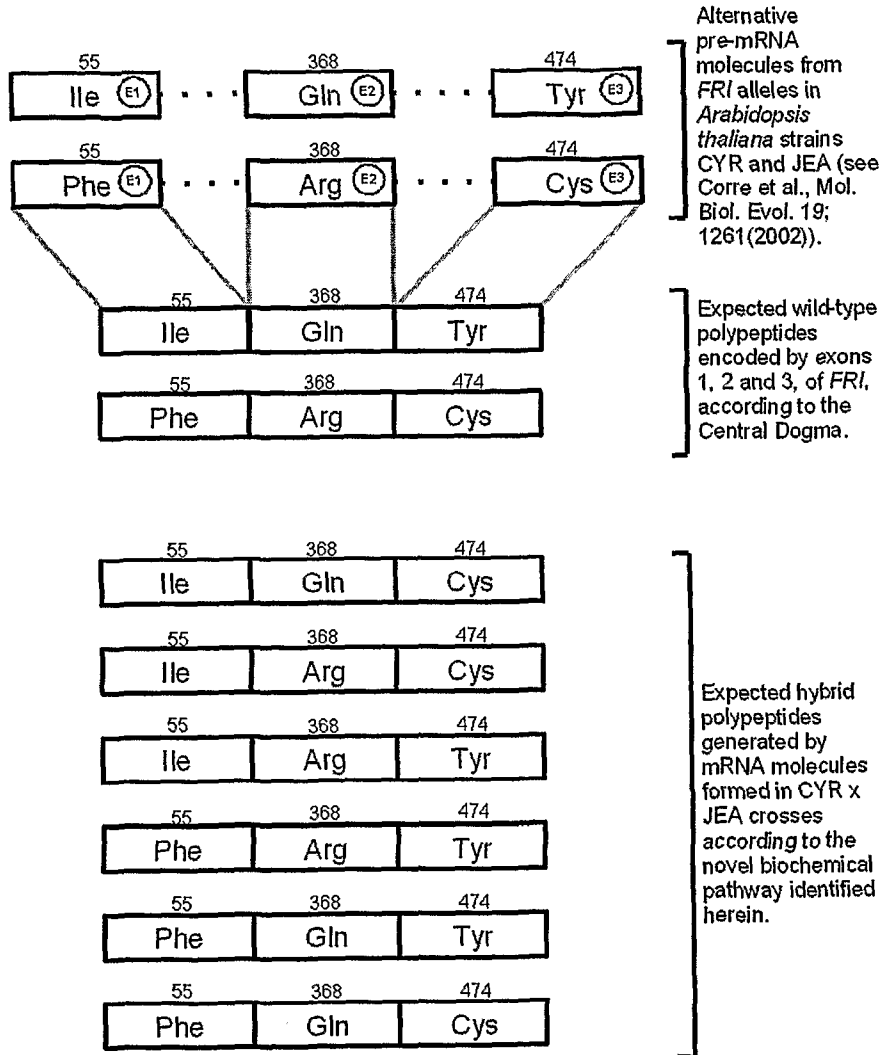 Alternative
pre-mRNA
molecules from
FRI alleles in
Arabidopsis
thaliana strains
CYR and JEA (see
Corre et al., Mol.
Biol. Evol. 19;
1261(2002)).
55 368 474
Ile E1 Gln E2 Tyr E3
55 368 474
Phe E1 Arg E2 Cys E3
55 368 474
Ile Gln Tyr
55 368 474
Phe Arg Cys
Expected wild-type
polypeptides
encoded by exons
1, 2 and 3, of FRI,
according to the
Central Dogma.
55 368 474
Ile Gln Cys
55 368 474
Ile Arg Cys
55 368 474
Ile Arg Tyr
55 368 474
Phe Arg Tyr
55 368 474
Phe Gln Tyr
55 368 474
Phe Gln Cys
Expected hybrid
polypeptides
generated by
mRNA molecules
formed in CYR x
JEA crosses
according to the
novel biochemical
pathway identified
herein.